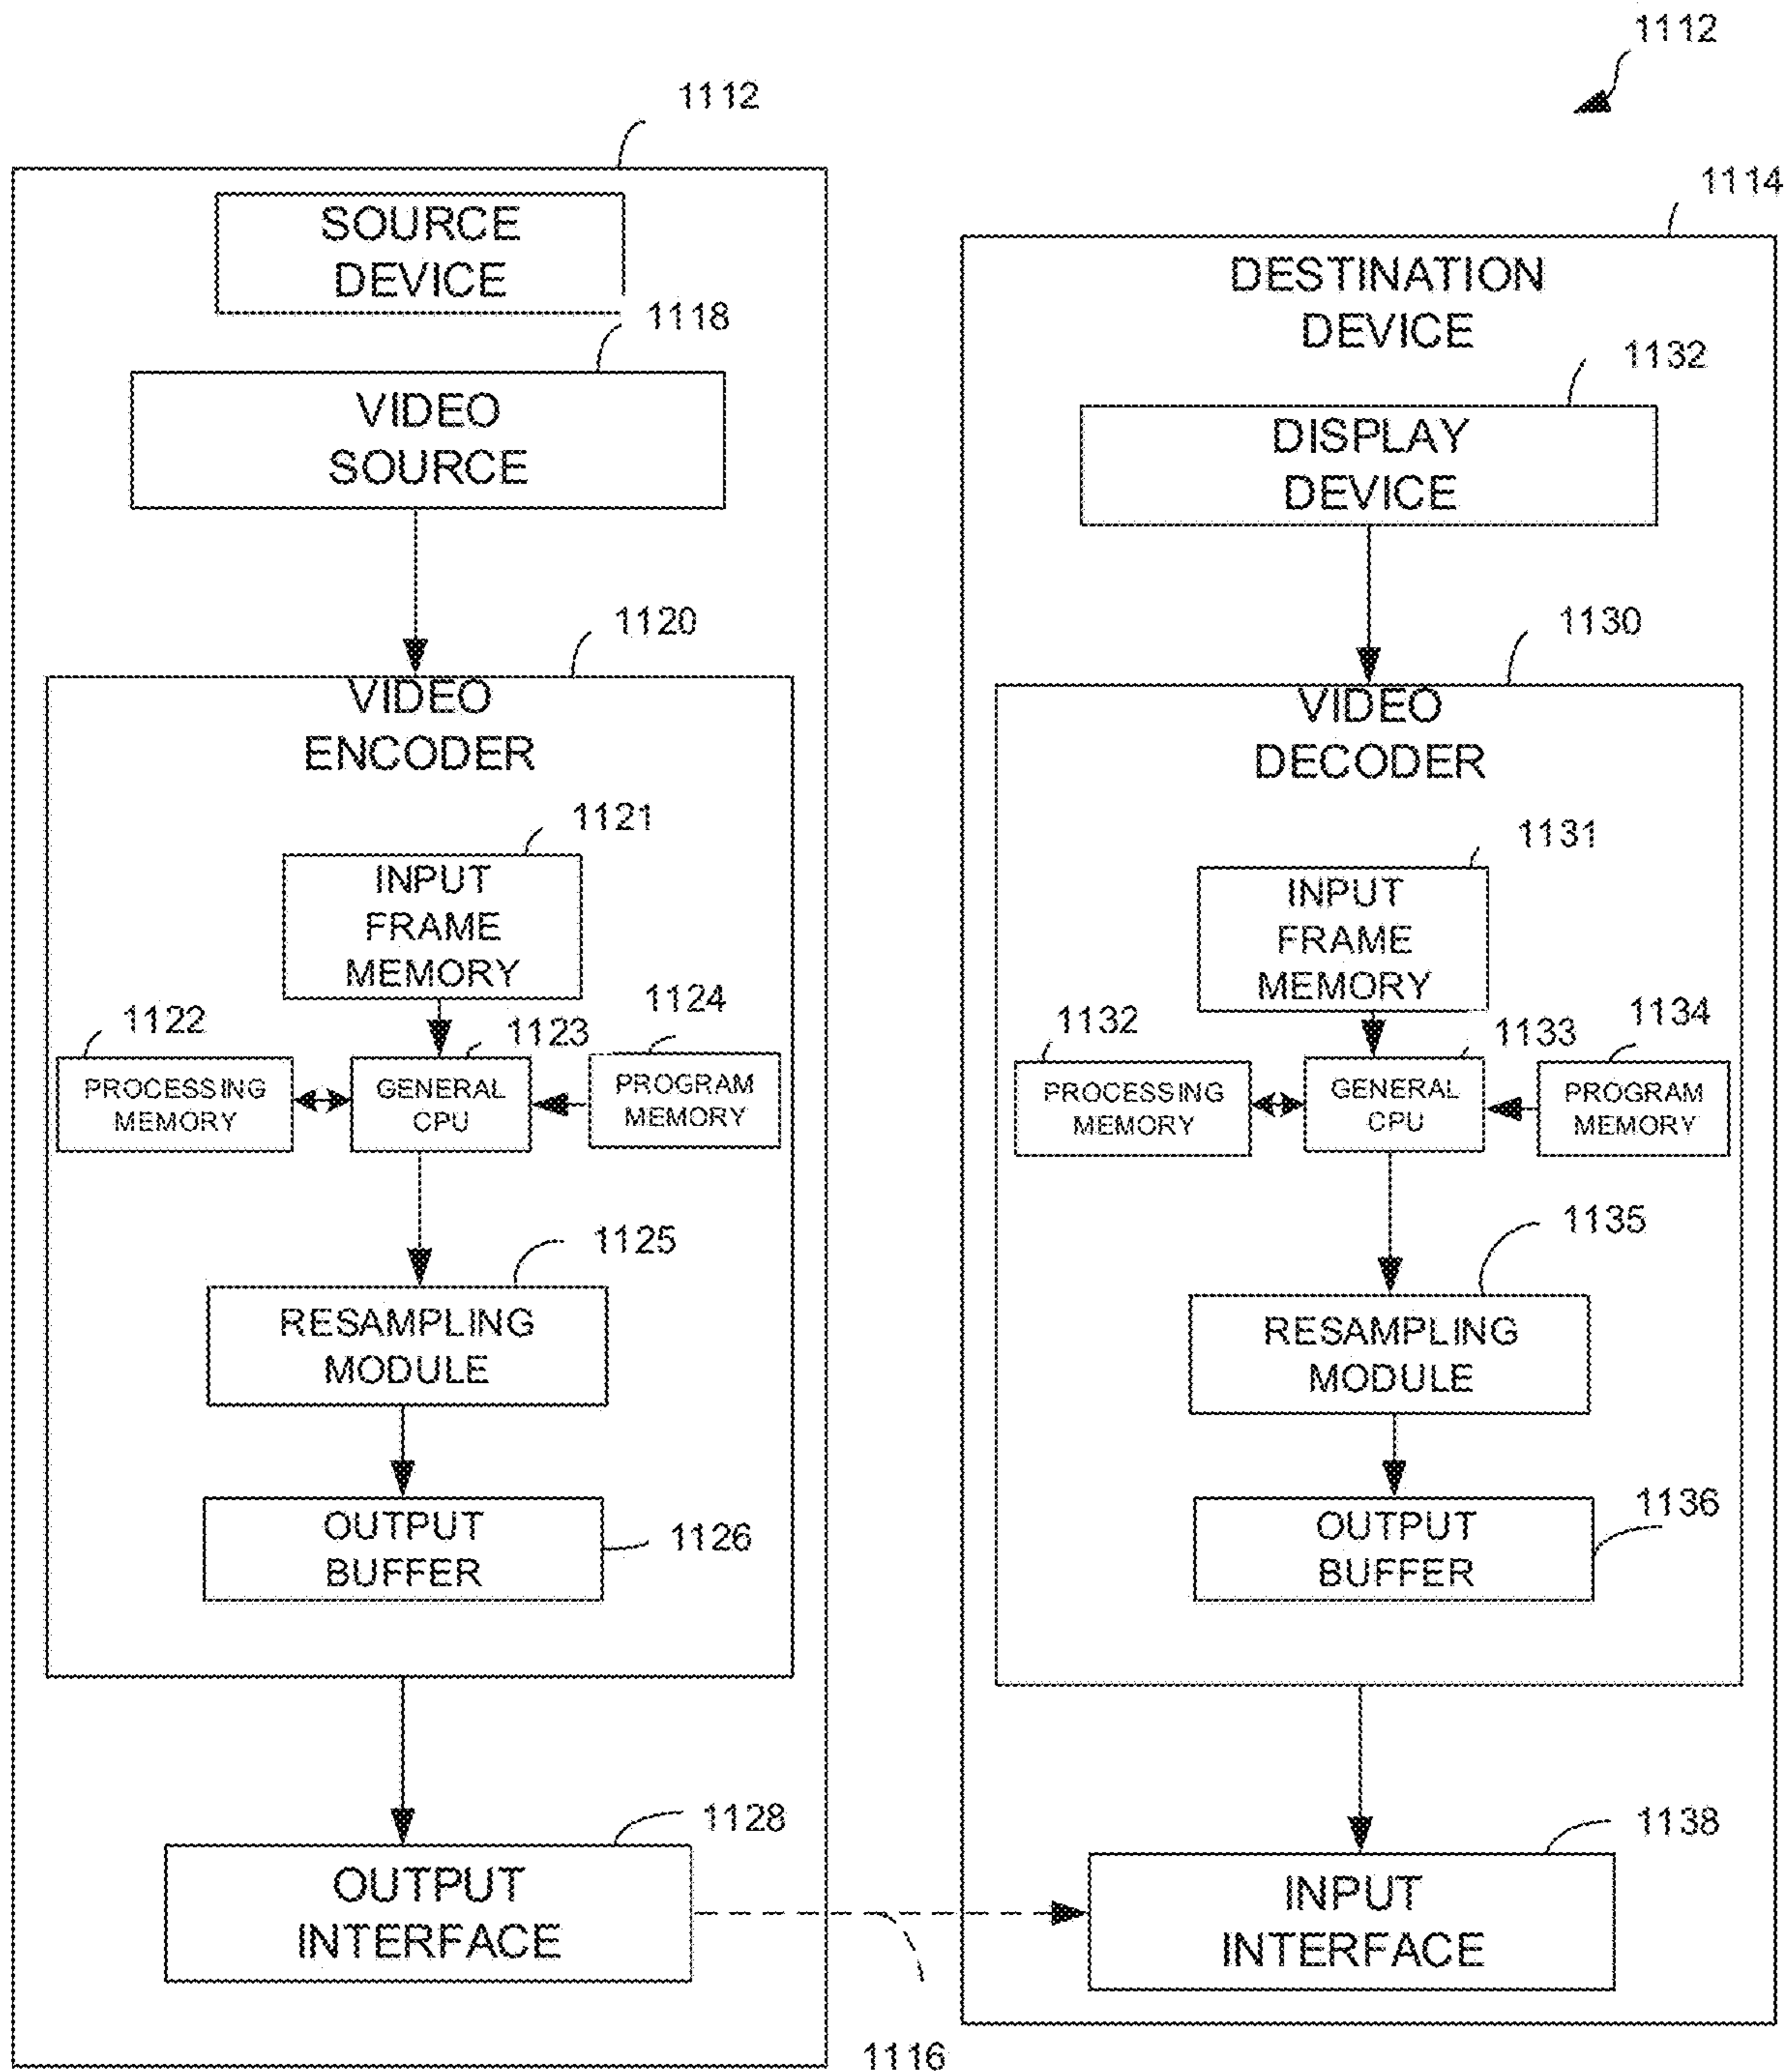 1112
1112
SOURCE
DEVICE
1118
VIDEO
SOURCE
1120
VIDEO
ENCODER
1121
INPUT
FRAME
MEMORY
1122
1123
1124
PROCESSING
MEMORY
GENERAL
CPU
PROGRAM
MEMORY
1125
RESAMPLING
MODULE
OUTPUT
BUFFER
1126
1128
OUTPUT
INTERFACE
1116
1114
DESTINATION
DEVICE
1132
DISPLAY
DEVICE
1130
VIDEO
DECODER
1131
INPUT
FRAME
MEMORY
1132
1133
1134
PROCESSING
MEMORY
GENERAL
CPU
PROGRAM
MEMORY
1135
RESAMPLING
MODULE
OUTPUT
BUFFER
1136
1138
INPUT
INTERFACE